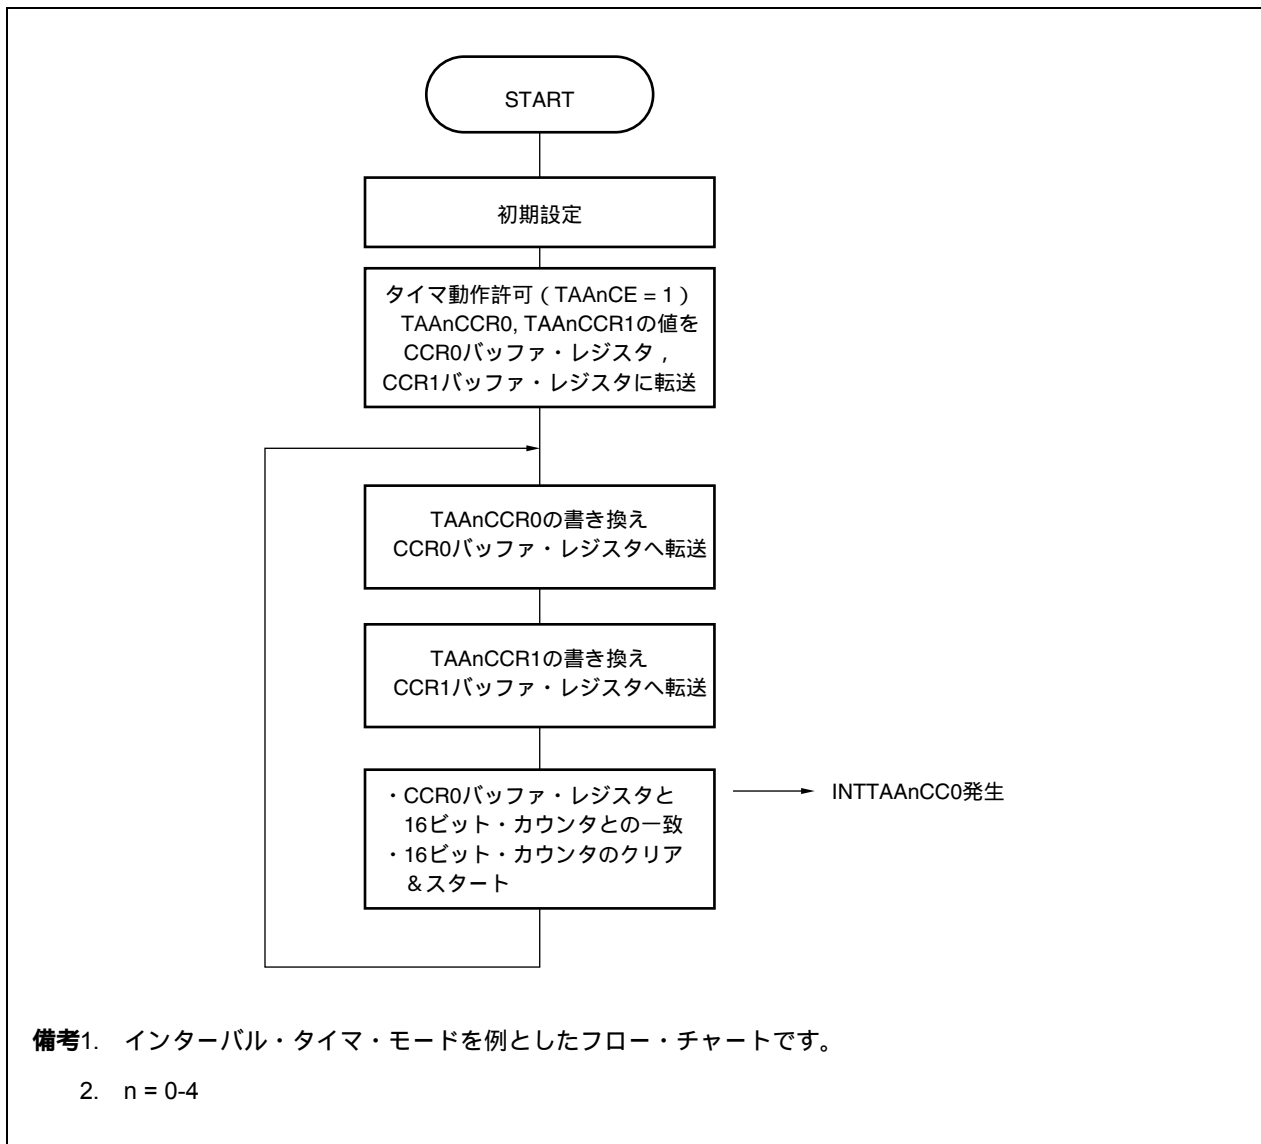 START
初期設定
タイマ動作許可（TAAnCE = 1）
TAAnCCR0, TAAnCCR1の値を
CCR0バッファ・レジスタ，
CCR1バッファ・レジスタに転送
TAAnCCR0の書き換え
CCR0バッファ・レジスタへ転送
TAAnCCR1の書き換え
CCR1バッファ・レジスタへ転送
・CCR0バッファ・レジスタと
16ビット・カウンタとの一致
・16ビット・カウンタのクリア
＆スタート
INTTAAnCC0発生
備考1. インターバル・タイマ・モードを例としたフロー・チャートです。
2. n = 0-4